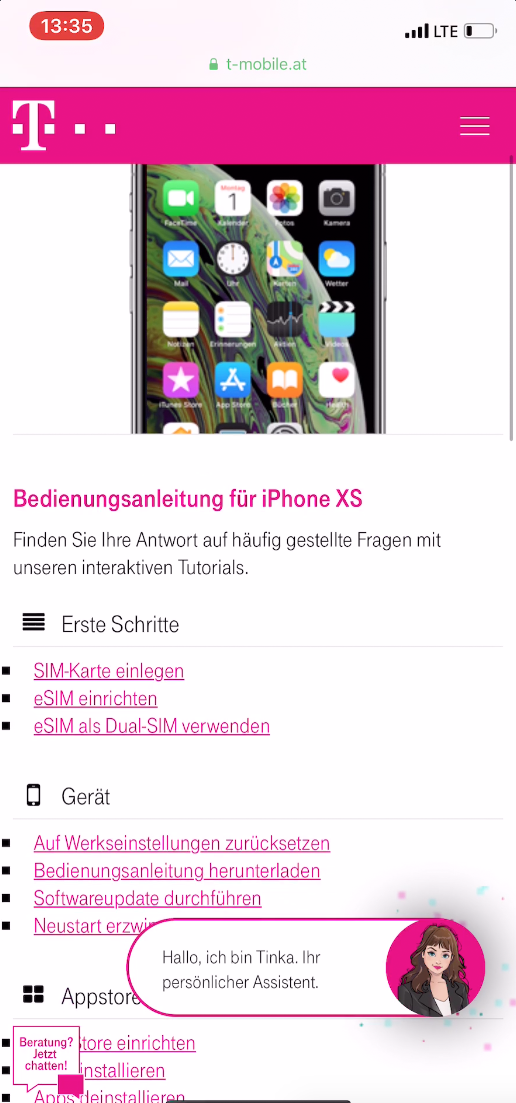 13:35
LTE
t-mobile.at
T
Montag
1
FaceTime
Kalender
Fotos
Kamera
Mail
Uhr
Karten
Wetter
Notizen
Erinnerungen
Aktien
Videos
iTunes Store
App Store
Bücher
Health
Bedienungsanleitung für iPhone XS
Finden Sie Ihre Antwort auf häufig gestellte Fragen mit
unseren interaktiven Tutorials.
Erste Schritte
SIM-Karte einlegen
eSIM einrichten
eSIM als Dual-SIM verwenden
Gerät
Auf Werkseinstellungen zurücksetzen
Bedienungsanleitung herunterladen
Softwareupdate durchführen
Neustart
Hallo, ich bin Tinka. Ihr
persönlicher Assistent.
Appstore
Store einrichten
installieren
Apps deinstallieren
Beratung?
Jetzt
chatten!